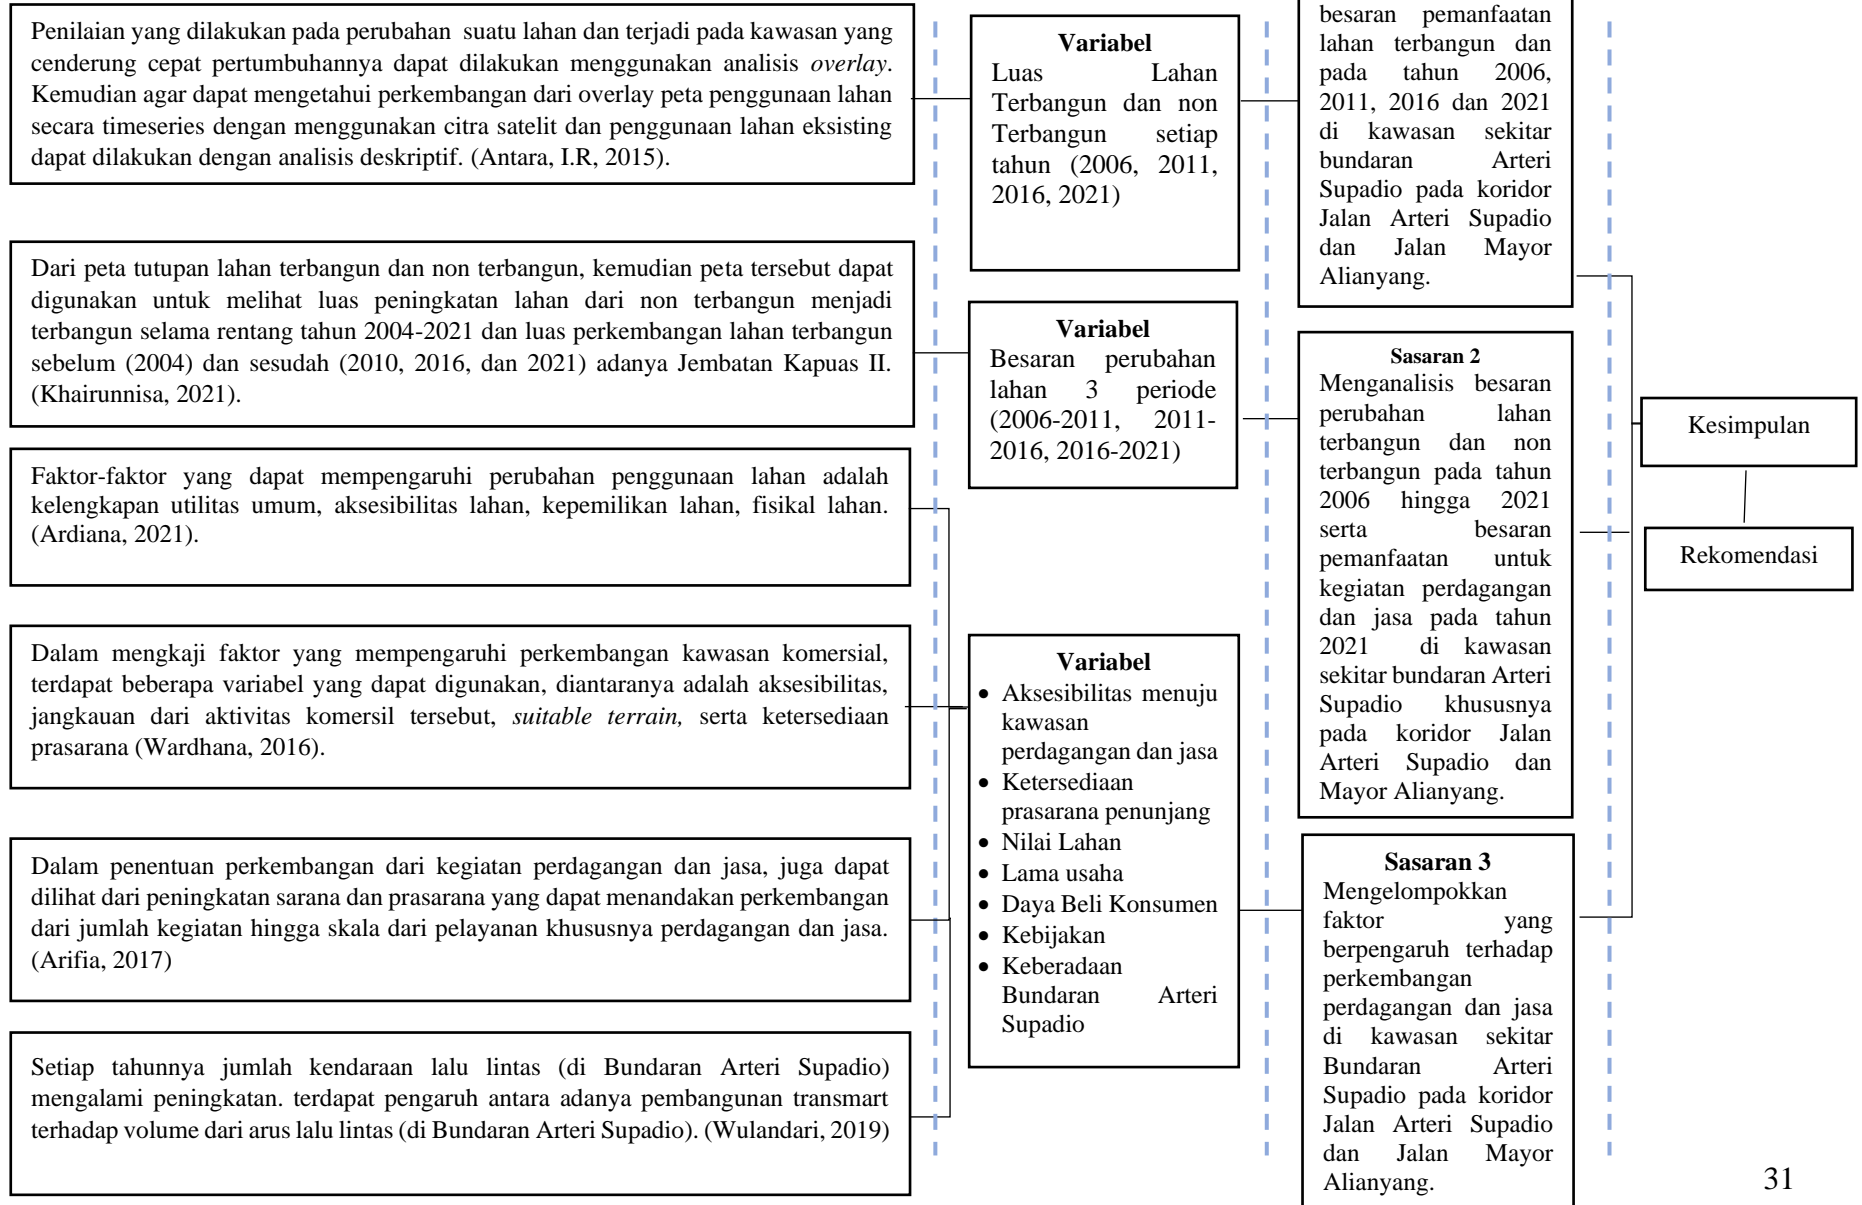 Penilaian yang dilakukan pada perubahan suatu lahan dan terjadi pada kawasan yang
cenderung cepat pertumbuhannya dapat dilakukan menggunakan analisis overlay.
Kemudian agar dapat mengetahui perkembangan dari overlay peta penggunaan lahan
secara timeseries dengan menggunakan citra satelit dan penggunaan lahan eksisting
dapat dilakukan dengan analisis deskriptif. (Antara, I.R, 2015).
Dari peta tutupan lahan terbangun dan non terbangun, kemudian peta tersebut dapat
digunakan untuk melihat luas peningkatan lahan dari non terbangun menjadi
terbangun selama rentang tahun 2004-2021 dan luas perkembangan lahan terbangun
sebelum (2004) dan sesudah (2010, 2016, dan 2021) adanya Jembatan Kapuas II.
(Khairunnisa, 2021).
Faktor-faktor yang dapat mempengaruhi perubahan penggunaan lahan adalah
kelengkapan utilitas umum, aksesibilitas lahan, kepemilikan lahan, fisikal lahan.
(Ardiana, 2021).
Dalam mengkaji faktor yang mempengaruhi perkembangan kawasan komersial,
terdapat beberapa variabel yang dapat digunakan, diantaranya adalah aksesibilitas,
jangkauan dari aktivitas komersil tersebut, suitable terrain, serta ketersediaan
prasarana (Wardhana, 2016).
Dalam penentuan perkembangan dari kegiatan perdagangan dan jasa, juga dapat
dilihat dari peningkatan sarana dan prasarana yang dapat menandakan perkembangan
dari jumlah kegiatan hingga skala dari pelayanan khususnya perdagangan dan jasa.
(Arifia, 2017)
Setiap tahunnya jumlah kendaraan lalu lintas (di Bundaran Arteri Supadio)
mengalami peningkatan. terdapat pengaruh antara adanya pembangunan transmart
terhadap volume dari arus lalu lintas (di Bundaran Arteri Supadio). (Wulandari, 2019)
Variabel
Luas Lahan
Terbangun dan non
Terbangun setiap
tahun (2006, 2011,
2016, 2021)
Variabel
Besaran perubahan
lahan 3 periode
(2006-2011, 2011-
2016, 2016-2021)
Variabel
• Aksesibilitas menuju
kawasan
perdagangan dan jasa
• Ketersediaan
prasarana penunjang
• Nilai Lahan
• Lama usaha
• Daya Beli Konsumen
• Kebijakan
• Keberadaan
Bundaran Arteri
Supadio
besaran pemanfaatan
lahan terbangun dan
pada tahun 2006,
2011, 2016 dan 2021
di kawasan sekitar
bundaran Arteri
Supadio pada koridor
Jalan Arteri Supadio
dan Jalan Mayor
Alianyang.
Sasaran 2
Menganalisis besaran
perubahan lahan
terbangun dan non
terbangun pada tahun
2006 hingga 2021
serta besaran
pemanfaatan untuk
kegiatan perdagangan
dan jasa pada tahun
2021 di kawasan
sekitar bundaran Arteri
Supadio khususnya
pada koridor Jalan
Arteri Supadio dan
Mayor Alianyang.
Sasaran 3
Mengelompokkan
faktor yang
berpengaruh terhadap
perkembangan
perdagangan dan jasa
di kawasan sekitar
Bundaran Arteri
Supadio pada koridor
Jalan Arteri Supadio
dan Jalan Mayor
Alianyang.
Kesimpulan
Rekomendasi
31